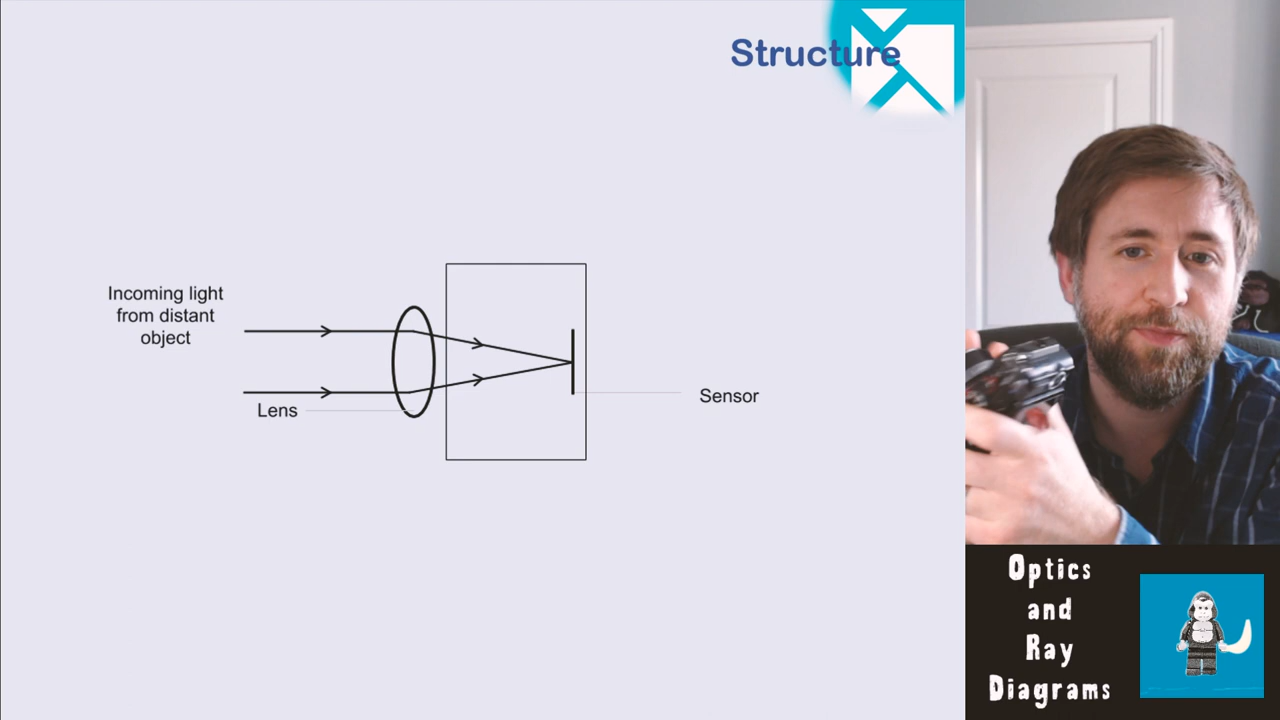 Structure
Incoming light
from distant
object
Lens
Sensor
Optics
and
Ray
Diagrams